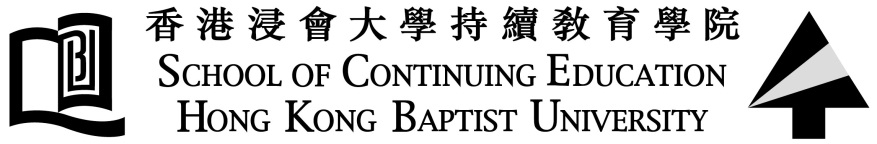 香港浸會大學持續教育學院
SCHOOL OF CONTINUING EDUCATION
HONG KONG BAPTIST UNIVERSITY